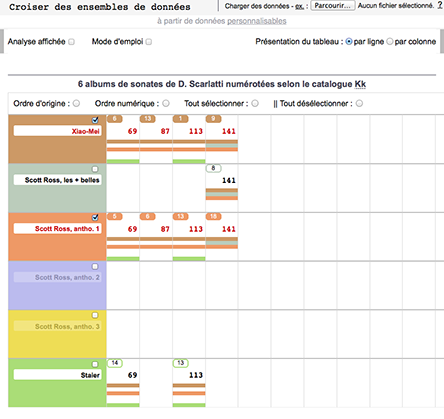 Croiser des ensembles de données
Charger des données - ex. : Parcourir... Aucun fichier sélectionné. ?
à partir de données personnalisables
Analyse affichée Mode d'emploi Présentation du tableau : par ligne par colonne
6 albums de sonates de D. Scarlatti numérotées selon le catalogue Kk
Ordre d'origine : Ordre numérique : Tout sélectionner : || Tout désélectionner :
6 13 1 9
Xiao-Mei 69 87 113 141
8
Scott Ross, les + belles 141
5 6 13 18
Scott Ross, antho. 1 69 87 113 141
Scott Ross, antho. 2
Scott Ross, antho. 3
14 13
Staier 69 113